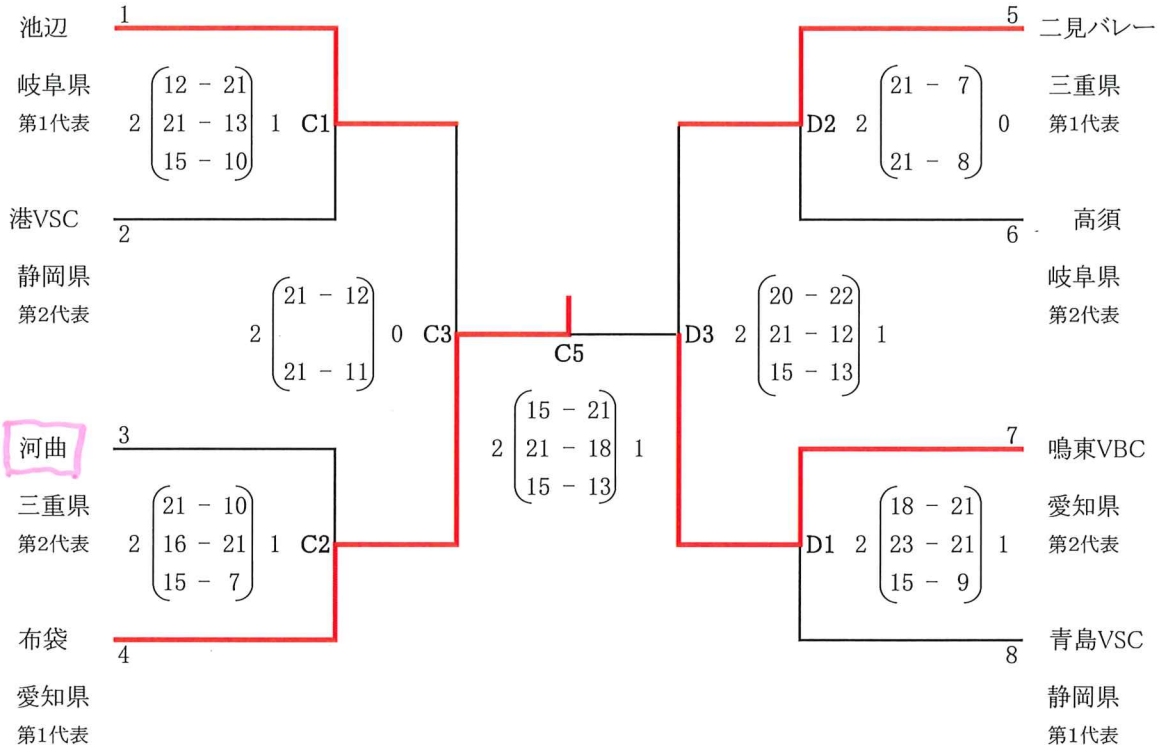 1
池辺
岐阜県
第1代表
2 12 - 21 1 C1
21 - 13
15 - 10
港VSC
2
静岡県
第2代表
2 21 - 12 0 C3
21 - 11
3
河曲
三重県
第2代表
2 21 - 10 1 C2
16 - 21
15 - 7
布袋
4
愛知県
第1代表
C5
2 15 - 21 1
21 - 18
15 - 13
5
二見バレー
三重県
第1代表
D2 2 21 - 7 0
21 - 8
高須
6
岐阜県
第2代表
D3 2 20 - 22 1
21 - 12
15 - 13
7
鳴東VBC
愛知県
第2代表
D1 2 18 - 21 1
23 - 21
15 - 9
青島VSC
8
静岡県
第1代表